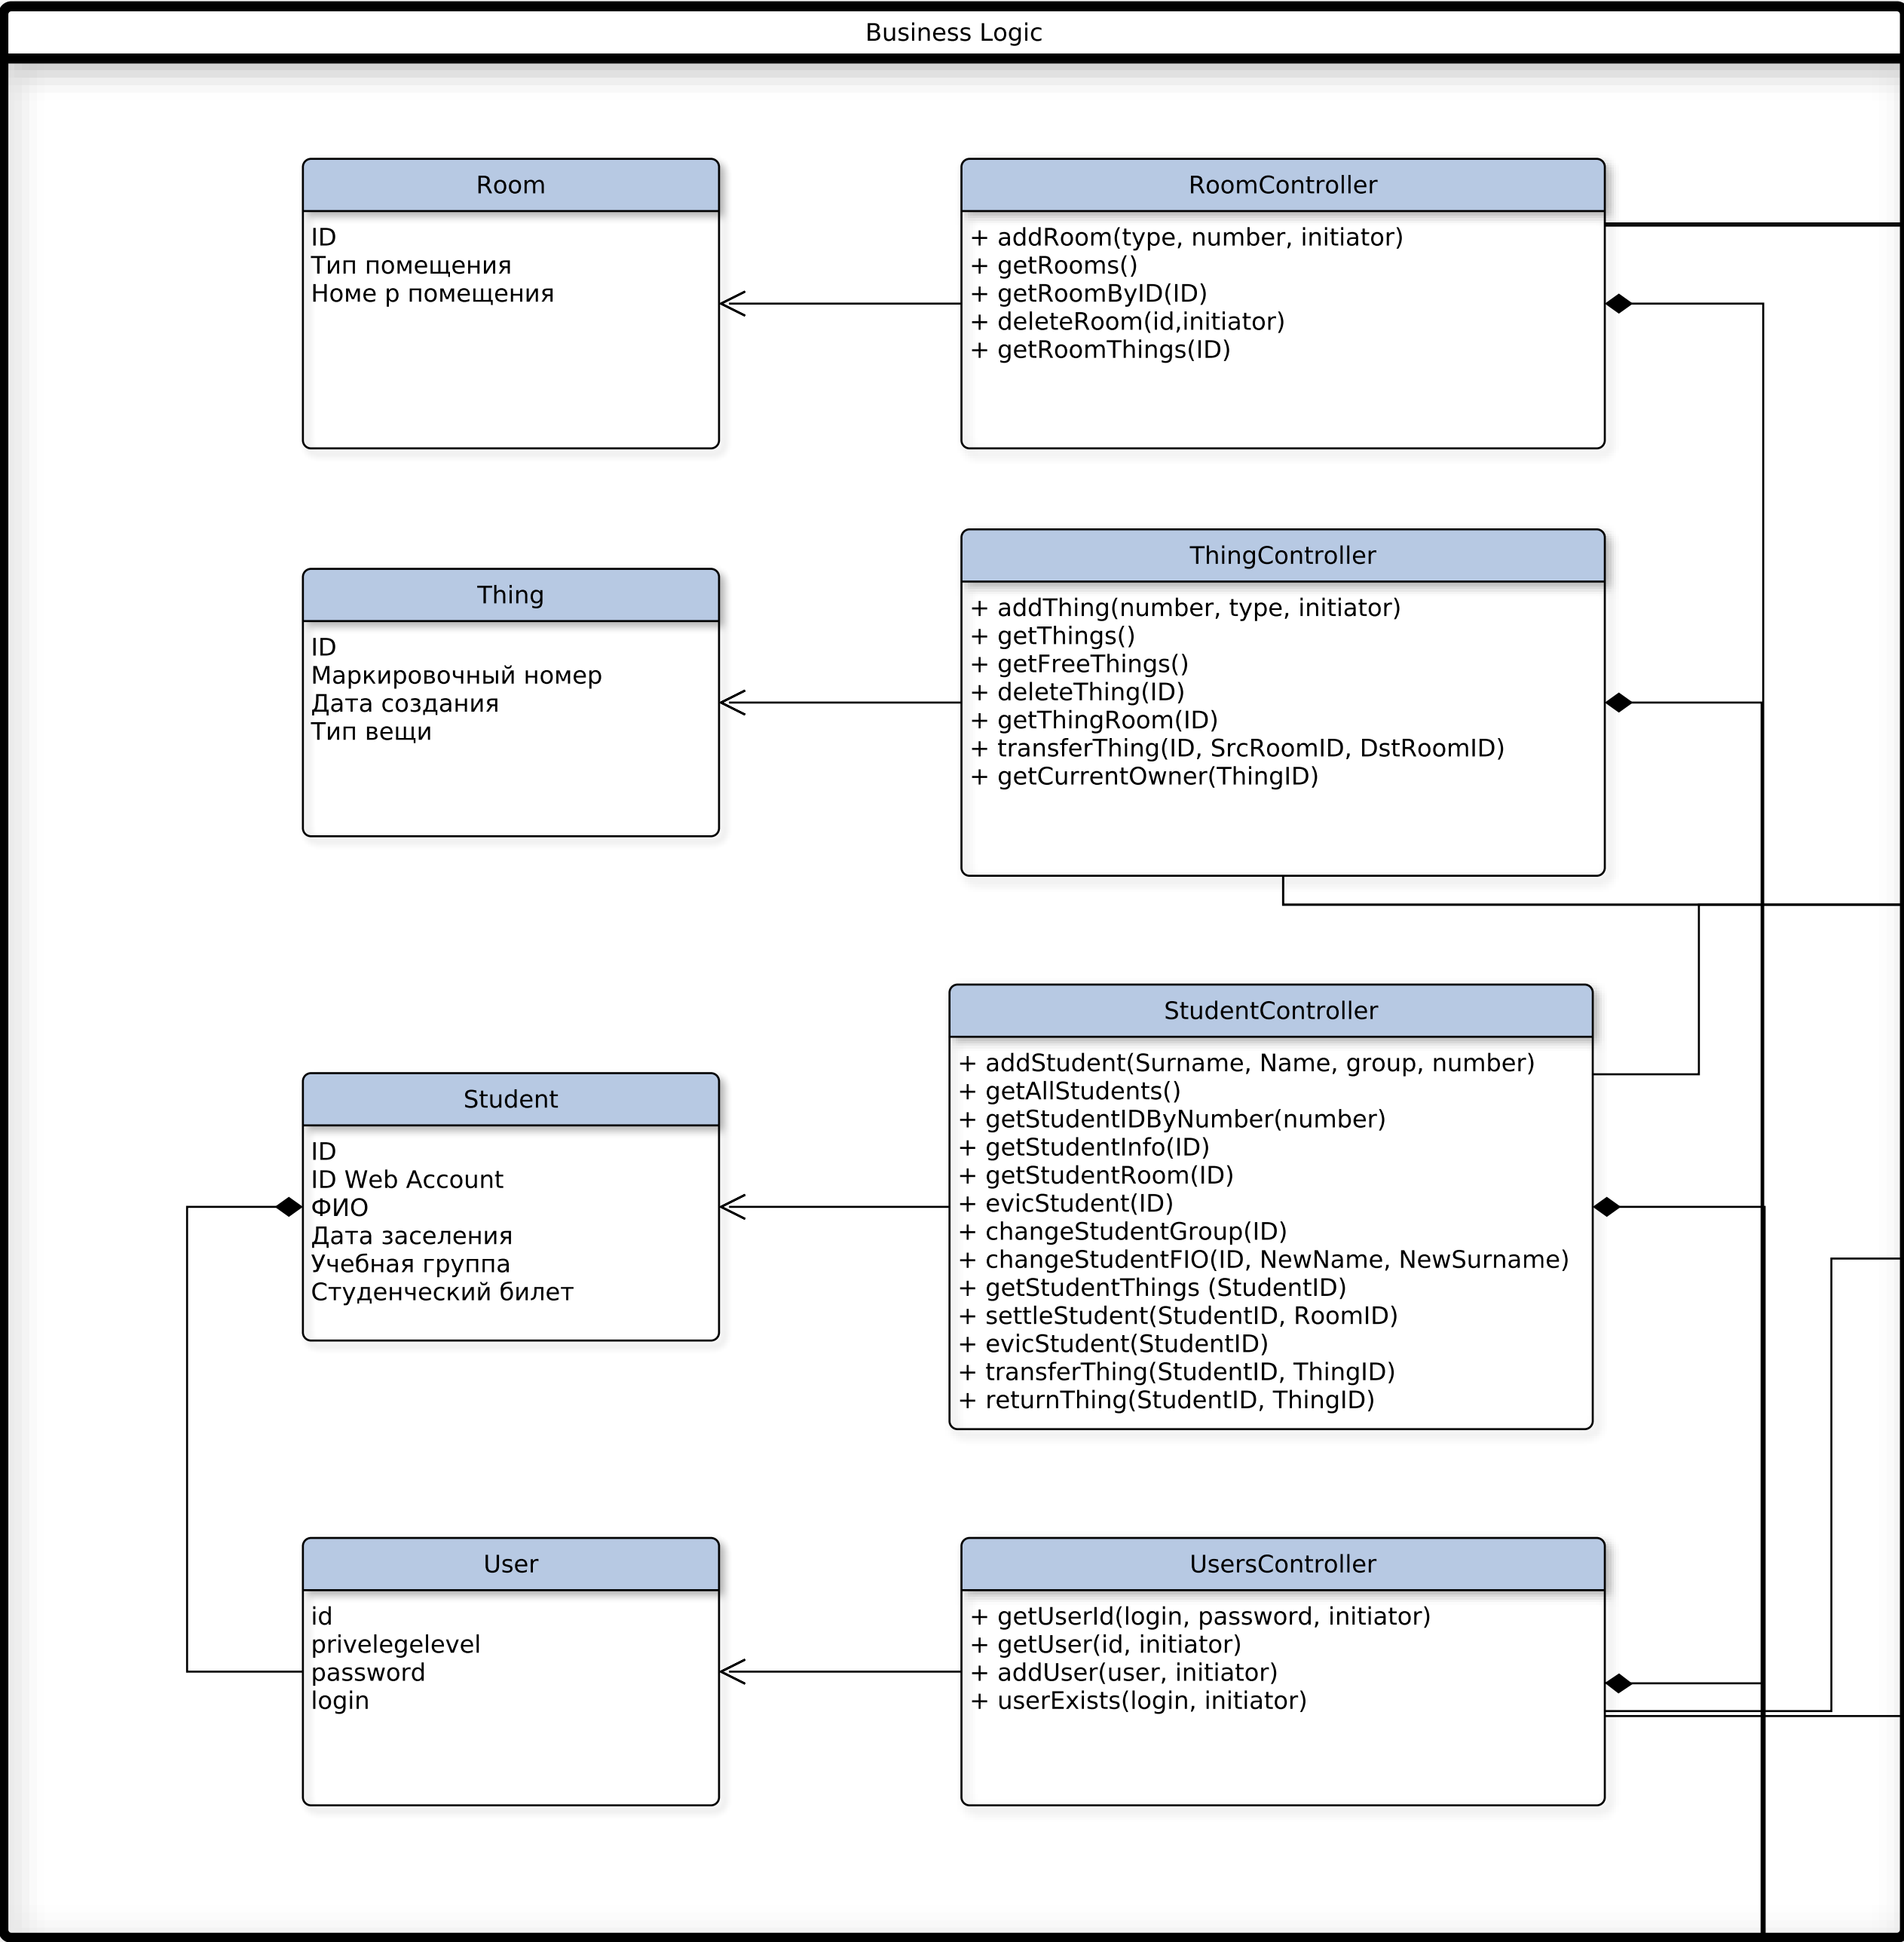 Business Logic
Room
ID
Тип помещения
Номе р помещения
RoomController
+ addRoom(type, number, initiator)
+ getRooms()
+ getRoomByID(ID)
+ deleteRoom(id,initiator)
+ getRoomThings(ID)
Thing
ID
Маркировочный номер
Дата создания
Тип вещи
ThingController
+ addThing(number, type, initiator)
+ getThings()
+ getFreeThings()
+ deleteThing(ID)
+ getThingRoom(ID)
+ transferThing(ID, SrcRoomID, DstRoomID)
+ getCurrentOwner(ThingID)
Student
ID
ID Web Account
ФИО
Дата заселения
Учебная группа
Студенческий билет
StudentController
+ addStudent(Surname, Name, group, number)
+ getAllStudents()
+ getStudentIDByNumber(number)
+ getStudentInfo(ID)
+ getStudentRoom(ID)
+ evicStudent(ID)
+ changeStudentGroup(ID)
+ changeStudentFIO(ID, NewName, NewSurname)
+ getStudentThings (StudentID)
+ settleStudent(StudentID, RoomID)
+ evicStudent(StudentID)
+ transferThing(StudentID, ThingID)
+ returnThing(StudentID, ThingID)
User
id
privelegelevel
password
login
UsersController
+ getUserId(login, password, initiator)
+ getUser(id, initiator)
+ addUser(user, initiator)
+ userExists(login, initiator)